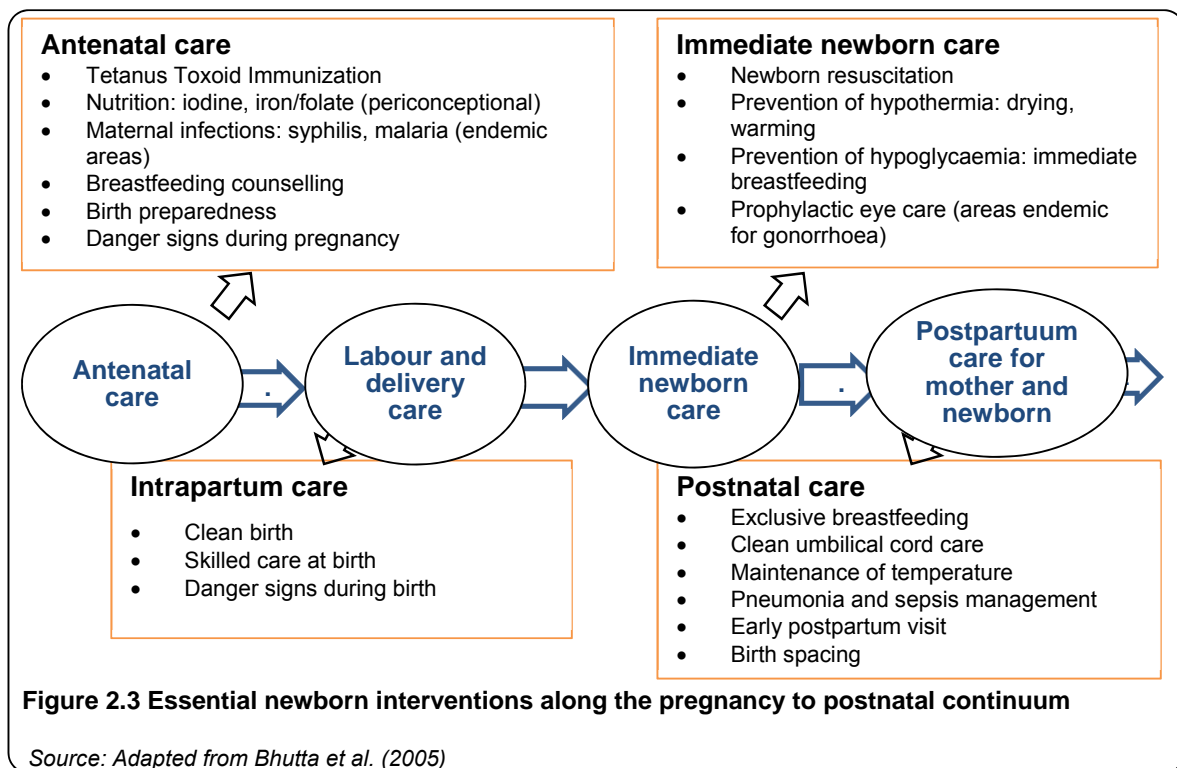 Antenatal care
• Tetanus Toxoid Immunization
• Nutrition: iodine, iron/folate (periconceptional)
• Maternal infections: syphilis, malaria (endemic
areas)
• Breastfeeding counselling
• Birth preparedness
• Danger signs during pregnancy
Immediate newborn care
• Newborn resuscitation
• Prevention of hypothermia: drying,
warming
• Prevention of hypoglycaemia: immediate
breastfeeding
• Prophylactic eye care (areas endemic
for gonorrhoea)
Antenatal
care
.
Labour and
delivery
care
Immediate
newborn
care
.
Postpartuum
care for
mother and
newborn
Intrapartum care
• Clean birth
• Skilled care at birth
• Danger signs during birth
Postnatal care
• Exclusive breastfeeding
• Clean umbilical cord care
• Maintenance of temperature
• Pneumonia and sepsis management
• Early postpartum visit
• Birth spacing
Figure 2.3 Essential newborn interventions along the pregnancy to postnatal continuum
Source: Adapted from Bhutta et al. (2005)